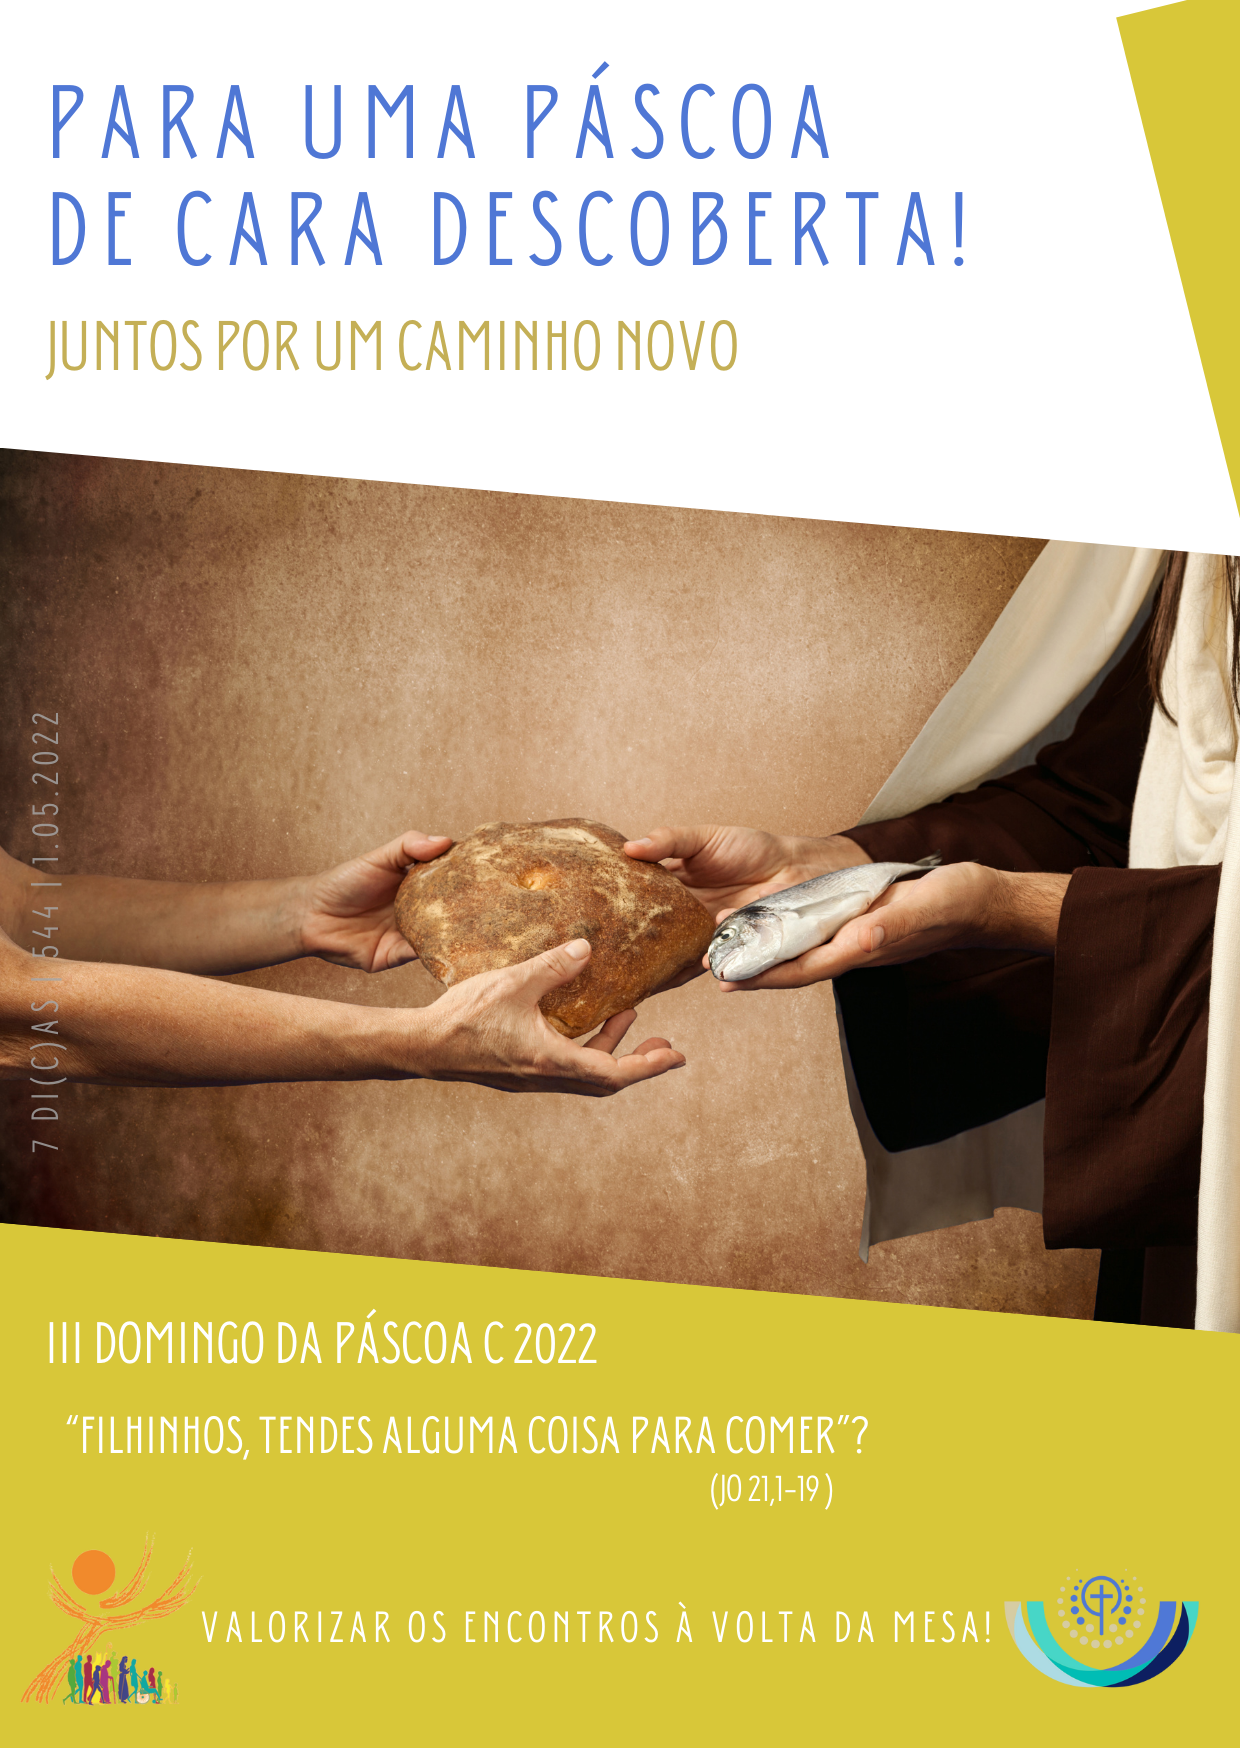 PARA UMA PÁSCOA
DE CARA DESCOBERTA!
JUNTOS POR UM CAMINHO NOVO
7 DI(C)AS | 544 | 1.05.2022
III DOMINGO DA PÁSCOA C 2022
“FILHINHOS, TENDES ALGUMA COISA PARA COMER”?
(JO 21,1-19 )
VALORIZAR OS ENCONTROS À VOLTA DA MESA!